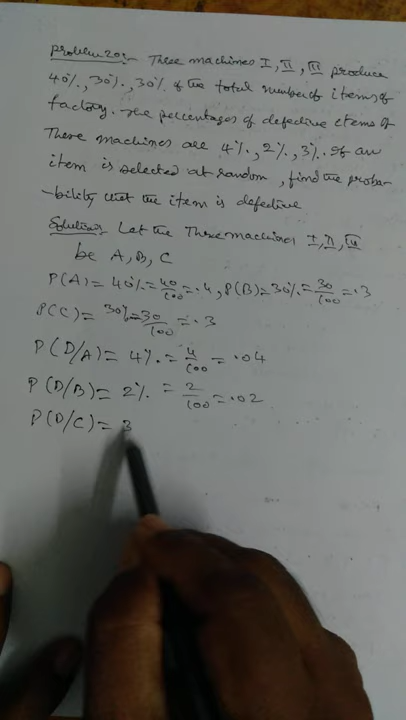 Problem 20:- Three machines I, II, III produce
40%, 30%, 30% of the total number of items of
factory. The percentages of defective items of
These machines are 4%, 2%, 3%. If an
item is selected at random, find the proba-
-bility that the item is defective
Solution:- Let the Three machines I, II, III
be A, B, C
P(A) = 40% = 40/100 = .4, P(B) = 30% = 30/100 = .3
P(C) = 30% = 30/100 = .3
P(D/A) = 4% = 4/100 = .04
P(D/B) = 2% = 2/100 = .02
P(D/C) = 3